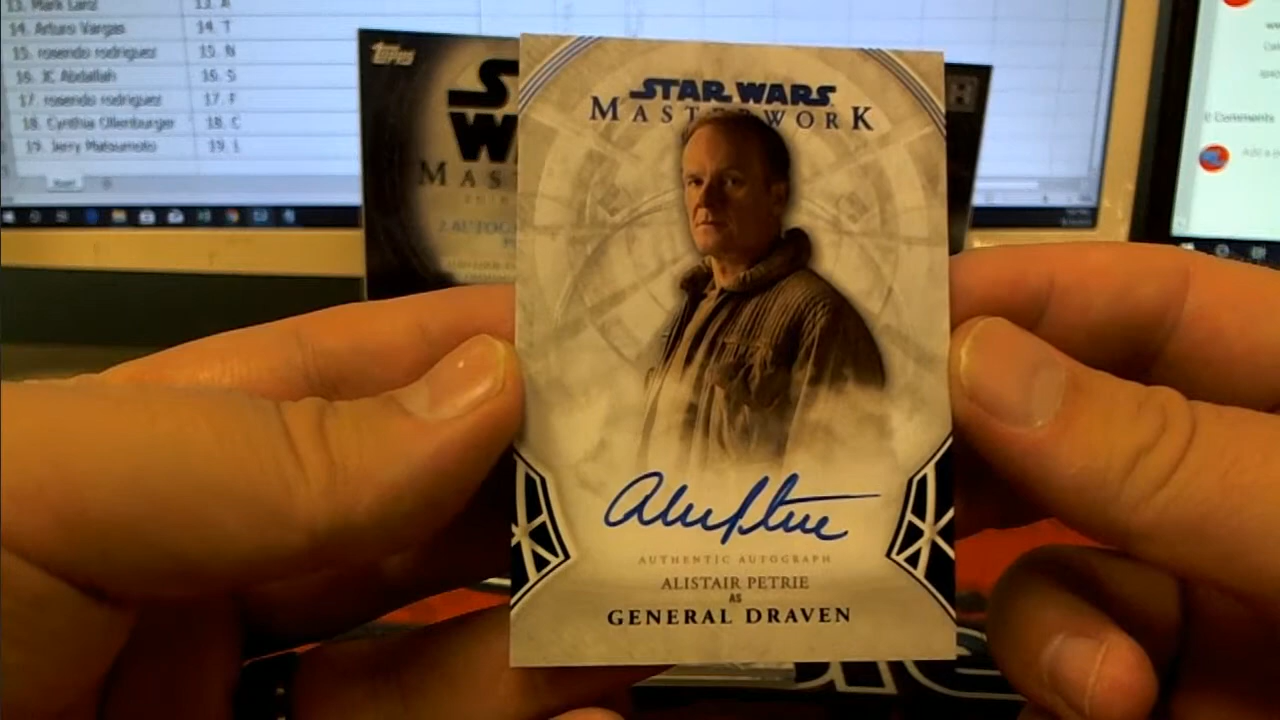 13. Mark Lanz 13. A
14. Arturo Vargas 14. T
15. rosendo rodriguez 15. N
16. JC Abdallah 16. S
17. rosendo rodriguez 17. F
18. Cynthia Ollenburger 18. C
19. Jerry Matsumoto 19. L
Topps
STAR WARS
MASTERWORK
AUTHENTIC AUTOGRAPH
ALISTAIR PETRIE
AS
GENERAL DRAVEN
0 Comments